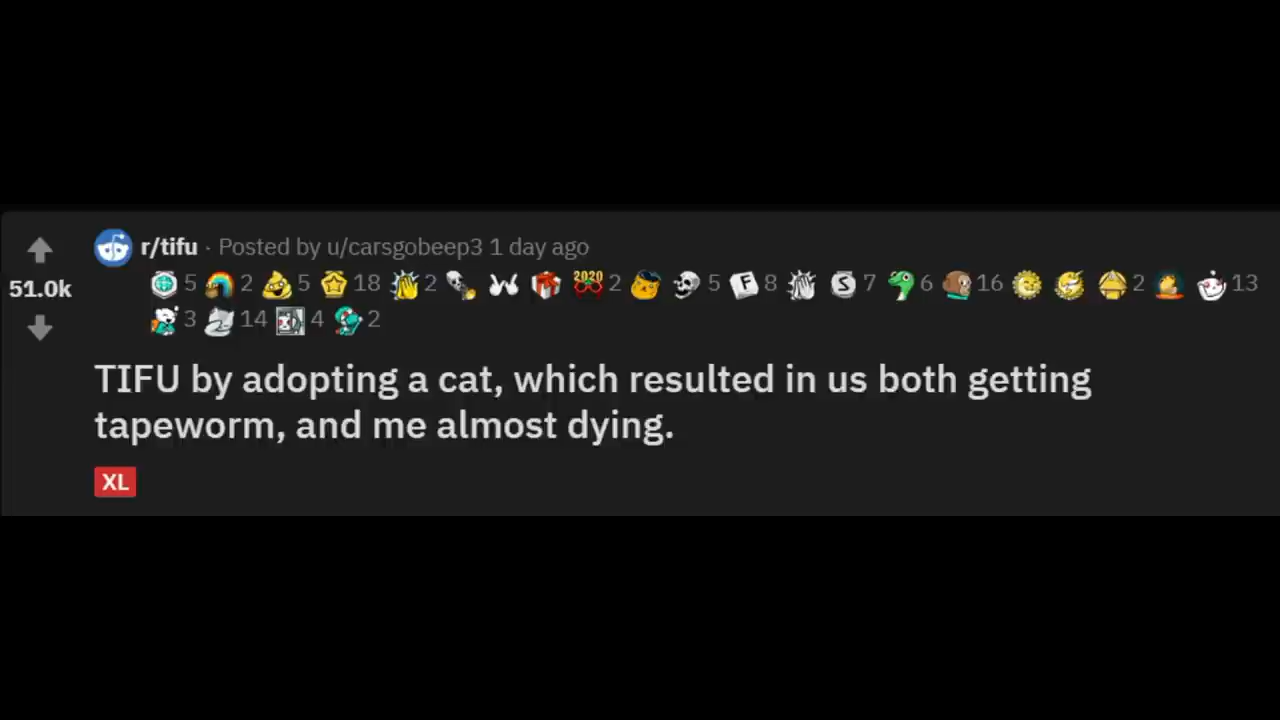 r/tifu · Posted by u/carsgobeep3 1 day ago
51.0k
5 2 5 18 2 2020 2 5 F 8 S 7 6 16 2 13
3 14 4 2
TIFU by adopting a cat, which resulted in us both getting
tapeworm, and me almost dying.
XL